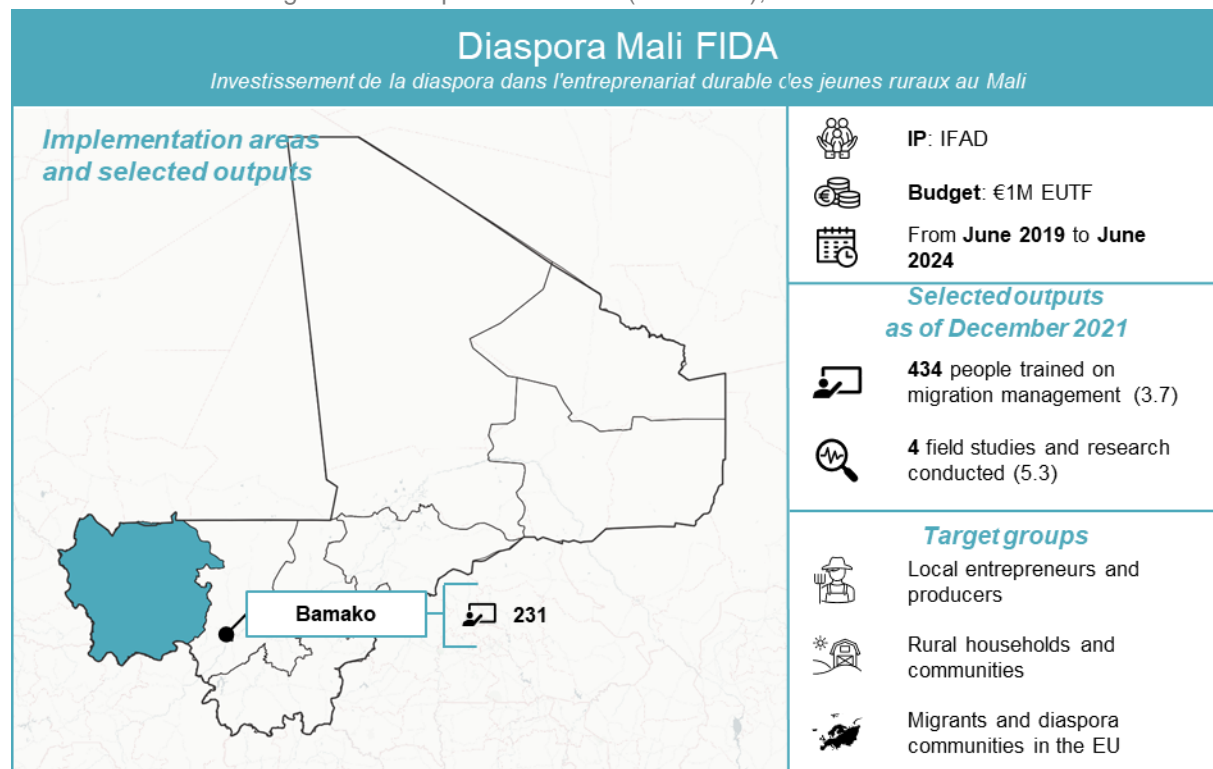 Diaspora Mali FIDA
Investissement de la diaspora dans l'entreprenariat durable des jeunes ruraux au Mali
Implementation areas
and selected outputs
Bamako
231
IP: IFAD
Budget: €1M EUTF
From June 2019 to June
2024
Selected outputs
as of December 2021
434 people trained on
migration management (3.7)
4 field studies and research
conducted (5.3)
Target groups
Local entrepreneurs and
producers
Rural households and
communities
Migrants and diaspora
communities in the EU